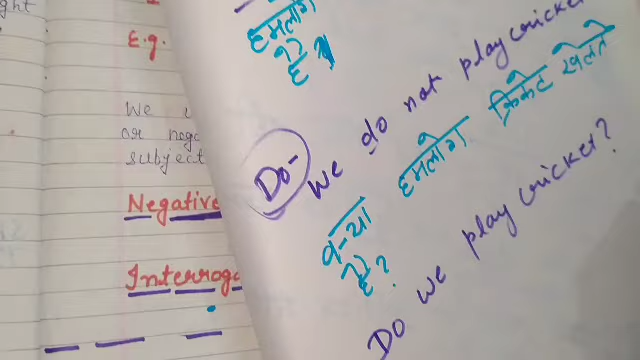 E.g.
We
or nega
subject
Negative
Interroga
हमलोग
हैं
Do-
We do not play cricket
क्या हमलोग क्रिकेट खेलते
हैं?
Do we play cricket?